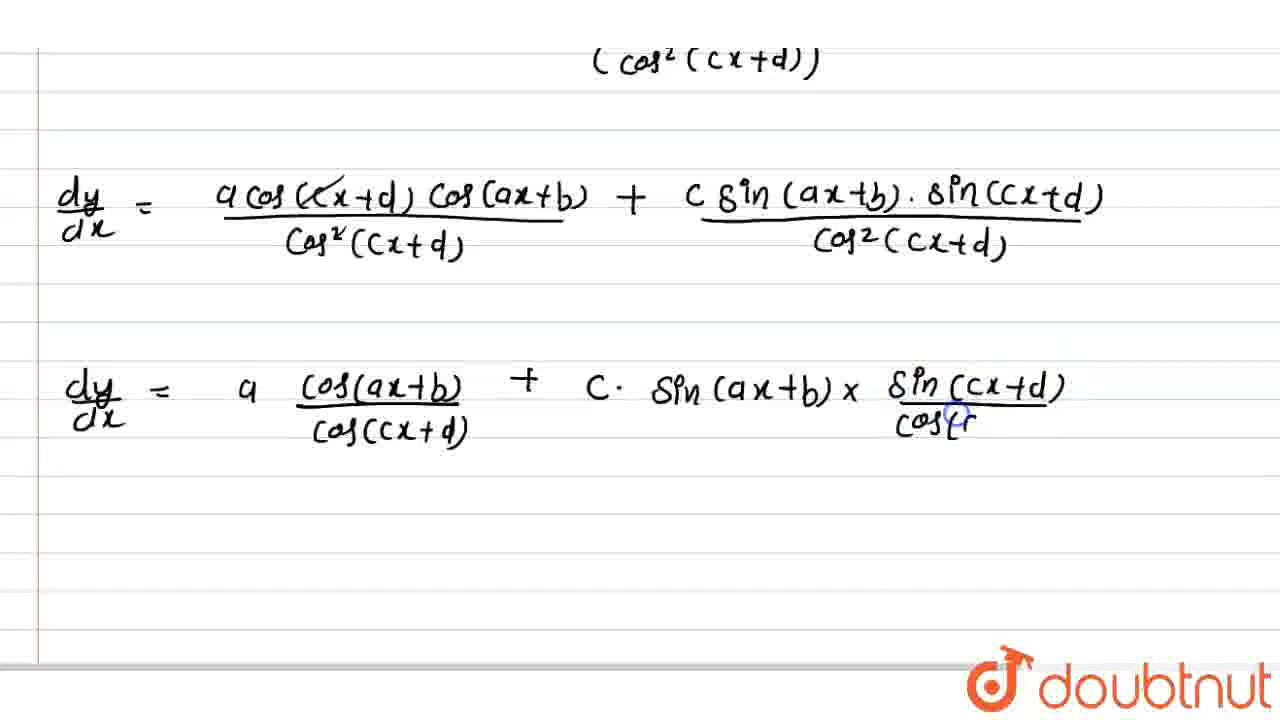 (cos²(cx+d))
dy/dx = a cos(cx+d) cos(ax+b) / cos²(cx+d) + c sin(ax+b). sin(cx+d) / cos²(cx+d)
dy/dx = a cos(ax+b) / cos(cx+d) + c. sin(ax+b) x sin(cx+d) / cos(
doubtnut